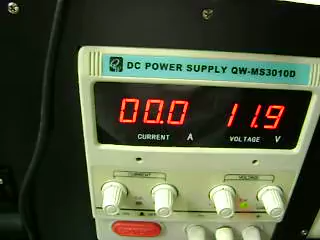 DC POWER SUPPLY QW-MS3010D
00.0 11.9
CURRENT A VOLTAGE V
CURRENT VOLTAGE